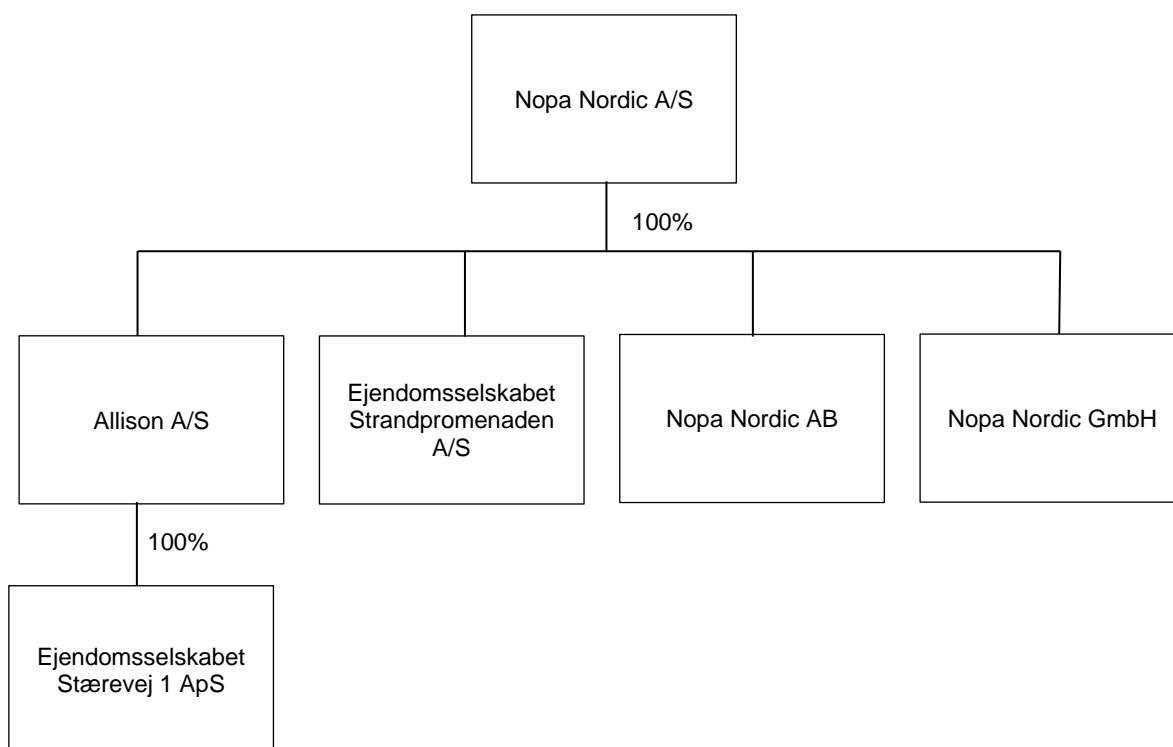 Nopa Nordic A/S
100%
Allison A/S
Ejendomsselskabet
Strandpromenaden
A/S
Nopa Nordic AB
Nopa Nordic GmbH
100%
Ejendomsselskabet
Stærevej 1 ApS